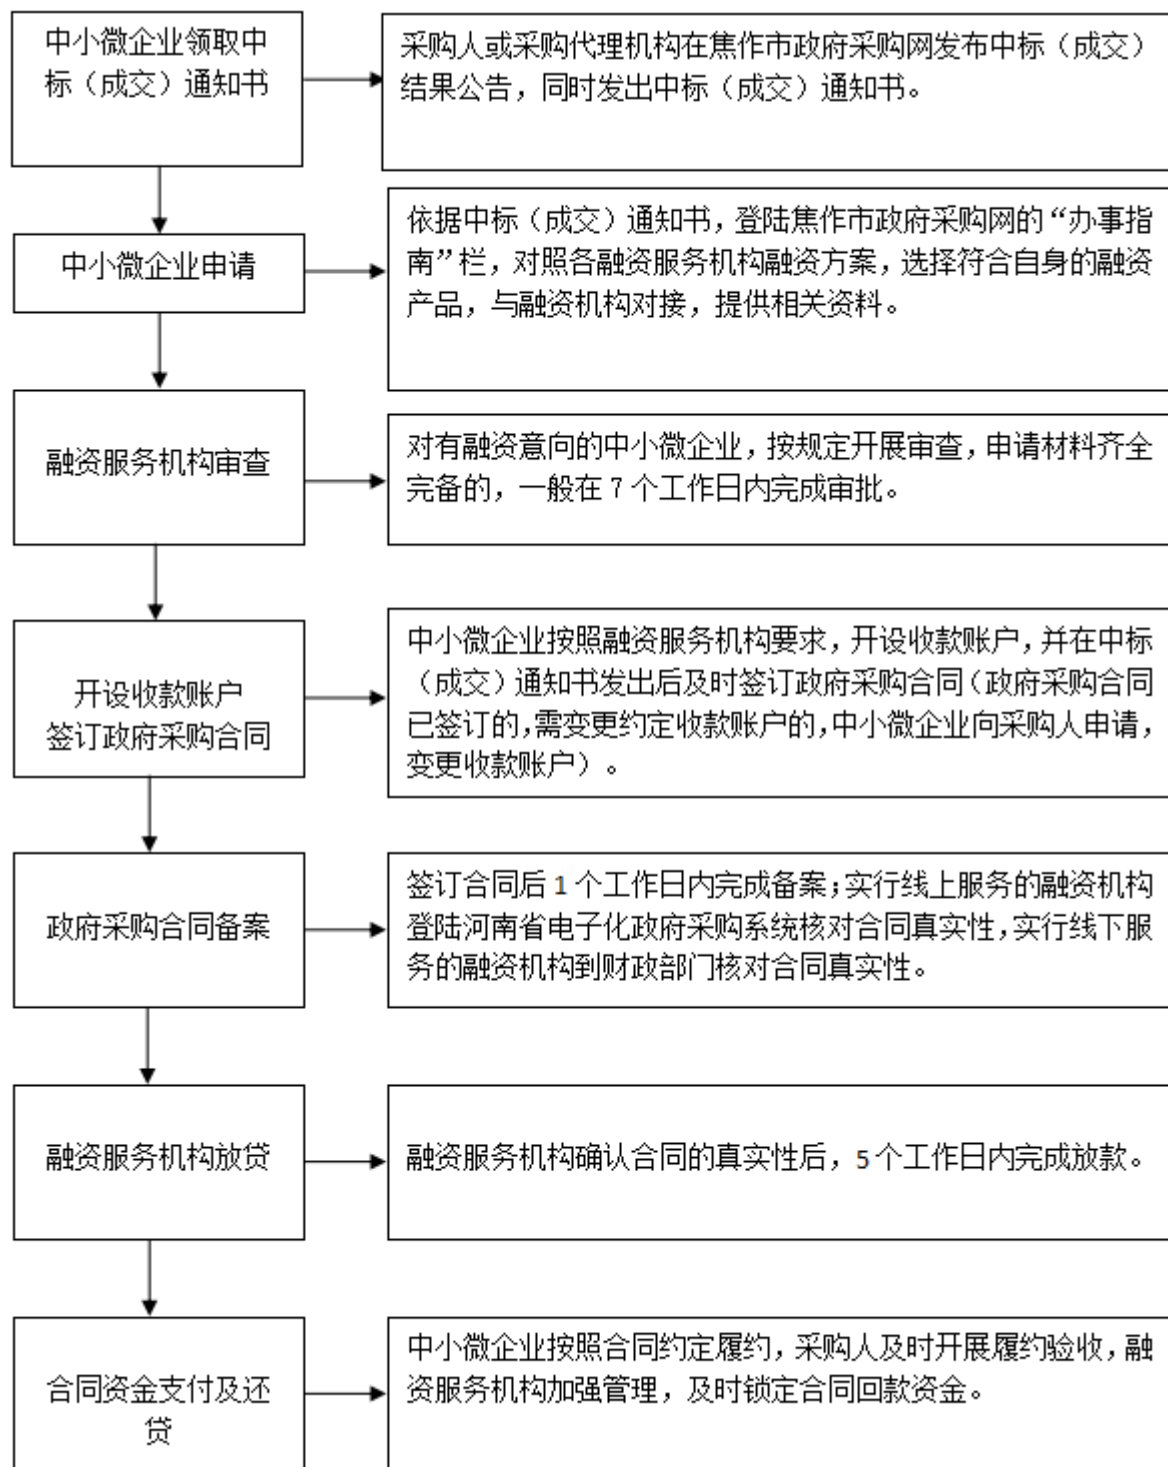 中小微企业领取中
标（成交）通知书
采购人或采购代理机构在焦作市政府采购网发布中标（成交）
结果公告，同时发出中标（成交）通知书。
中小微企业申请
依据中标（成交）通知书，登陆焦作市政府采购网的“办事指
南”栏，对照各融资服务机构融资方案，选择符合自身的融资
产品，与融资机构对接，提供相关资料。
融资服务机构审查
对有融资意向的中小微企业，按规定开展审查，申请材料齐全
完备的，一般在7个工作日内完成审批。
开设收款账户
签订政府采购合同
中小微企业按照融资服务机构要求，开设收款账户，并在中标
（成交）通知书发出后及时签订政府采购合同（政府采购合同
已签订的，需变更约定收款账户的，中小微企业向采购人申请，
变更收款账户）。
政府采购合同备案
签订合同后1个工作日内完成备案；实行线上服务的融资机构
登陆河南省电子化政府采购系统核对合同真实性，实行线下服
务的融资机构到财政部门核对合同真实性。
融资服务机构放贷
融资服务机构确认合同的真实性后，5个工作日内完成放款。
合同资金支付及还
贷
中小微企业按照合同约定履约，采购人及时开展履约验收，融
资服务机构加强管理，及时锁定合同回款资金。